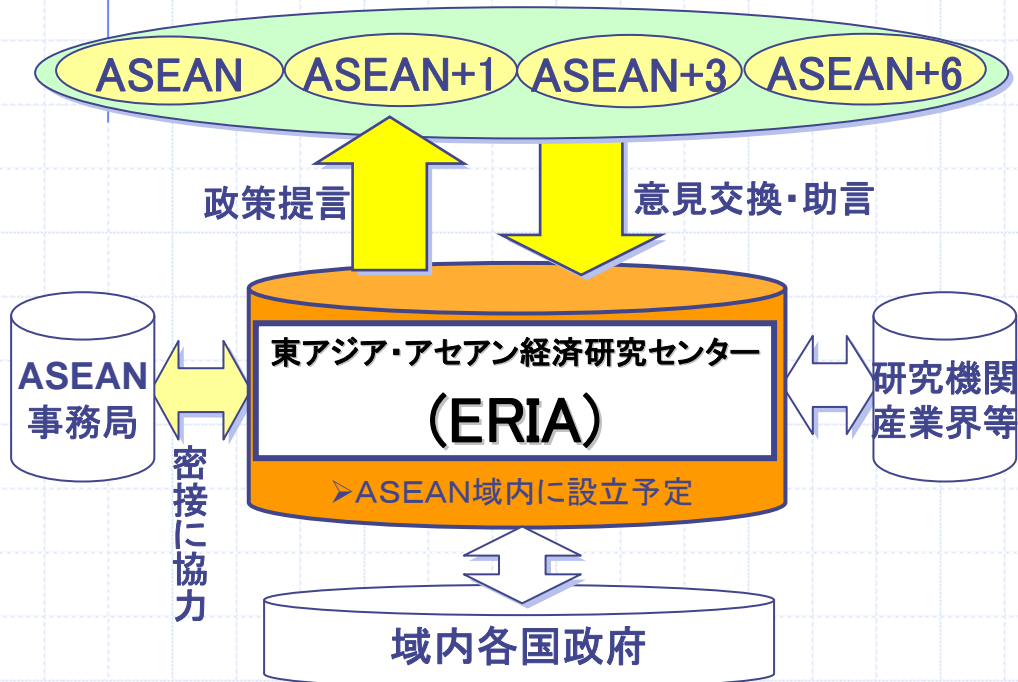 ASEAN
ASEAN+1
ASEAN+3
ASEAN+6
政策提言
意見交換・助言
東アジア・アセアン経済研究センター
(ERIA)
➢ASEAN域内に設立予定
ASEAN
事務局
密接に協力
研究機関
産業界等
域内各国政府